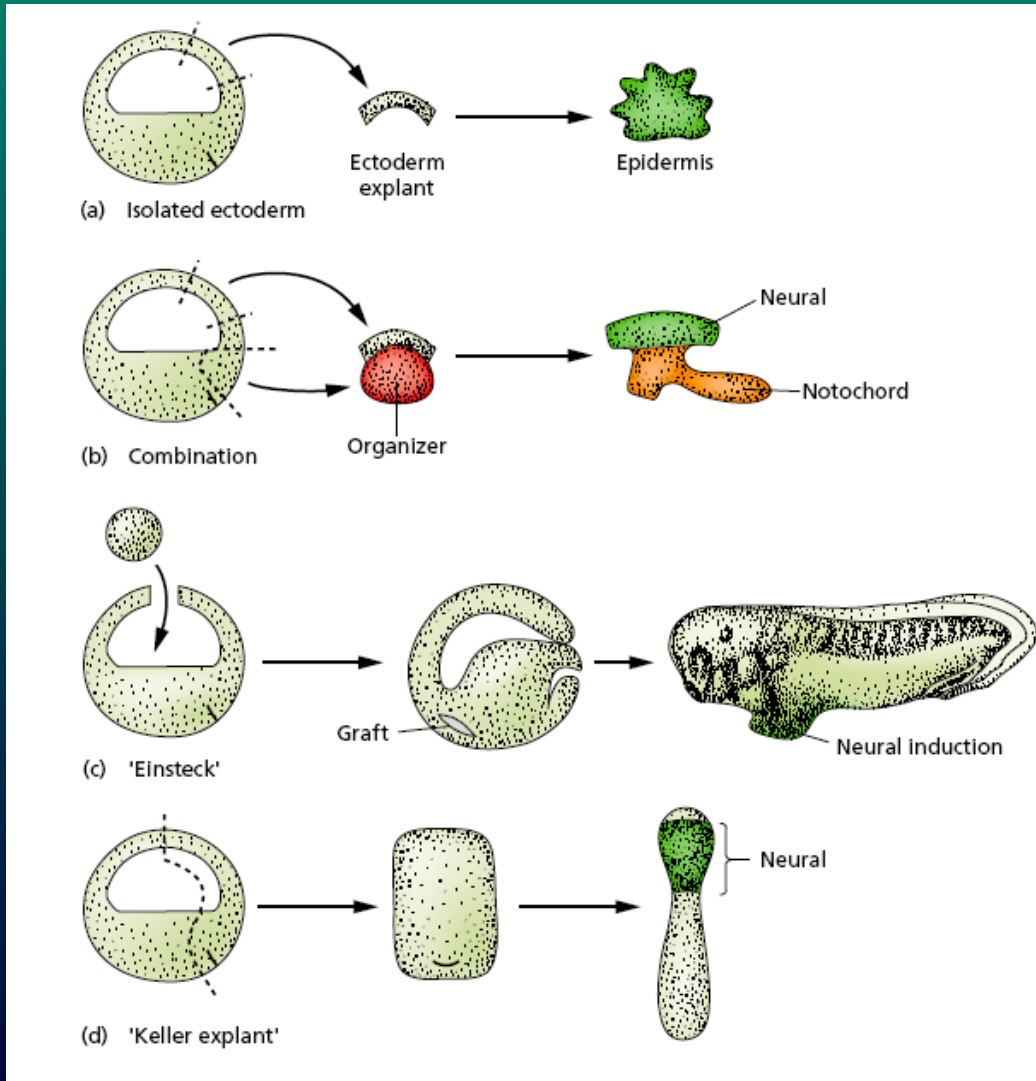 Ectoderm
explant
Epidermis
(a) Isolated ectoderm
Neural
Notochord
Organizer
(b) Combination
Graft
Neural induction
(c) 'Einsteck'
Neural
(d) 'Keller explant'